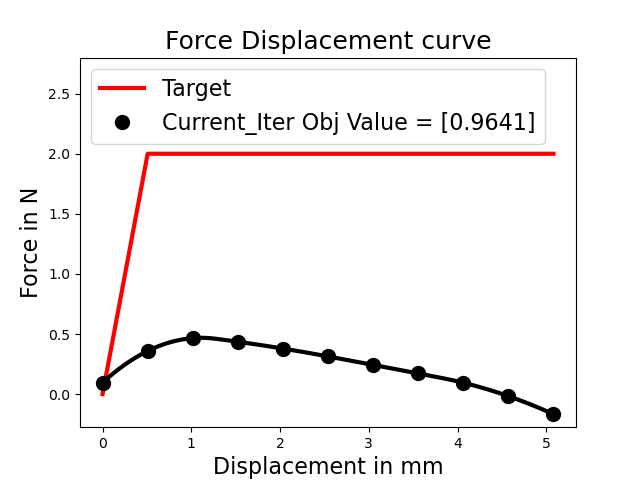 Force Displacement curve
Target
Current_Iter Obj Value = [0.9641]
Force in N
2.5
2.0
1.5
1.0
0.5
0.0
0 1 2 3 4 5
Displacement in mm